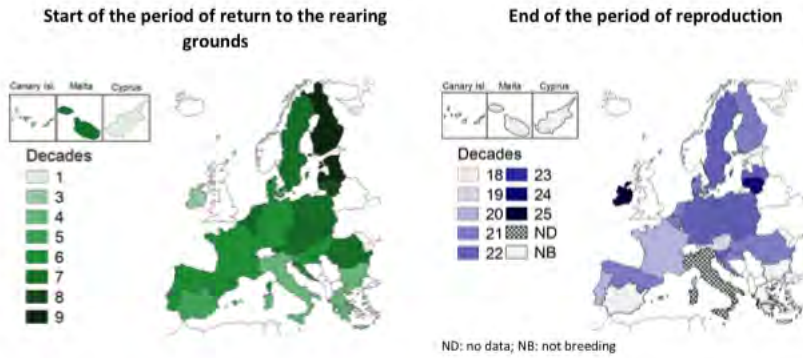 Start of the period of return to the rearing
grounds
Canary Isl. Malta Cyprus
Decades
1
3
4
5
6
7
8
9
End of the period of reproduction
Canary Isl. Malta Cyprus
Decades
18 23
19 24
20 25
21 ND
22 NB
ND: no data; NB: not breeding